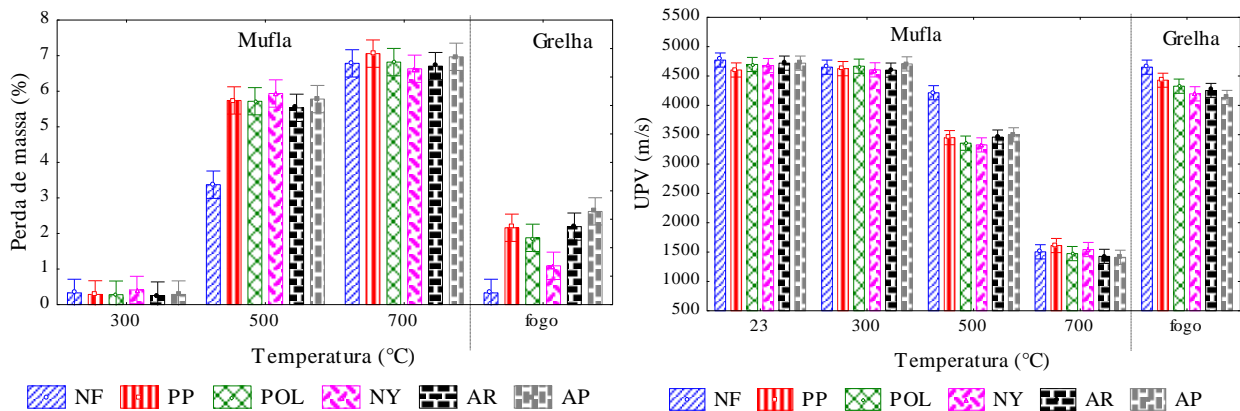 8
7
6
5
4
3
2
1
0
Perda de massa (%)
Mufla
Grelha
300
500
700
fogo
Temperatura (°C)
NF
PP
POL
NY
AR
AP
5500
5000
4500
4000
3500
3000
2500
2000
1500
1000
500
UPV (m/s)
Mufla
Grelha
23
300
500
700
fogo
Temperatura (°C)
NF
PP
POL
NY
AR
AP